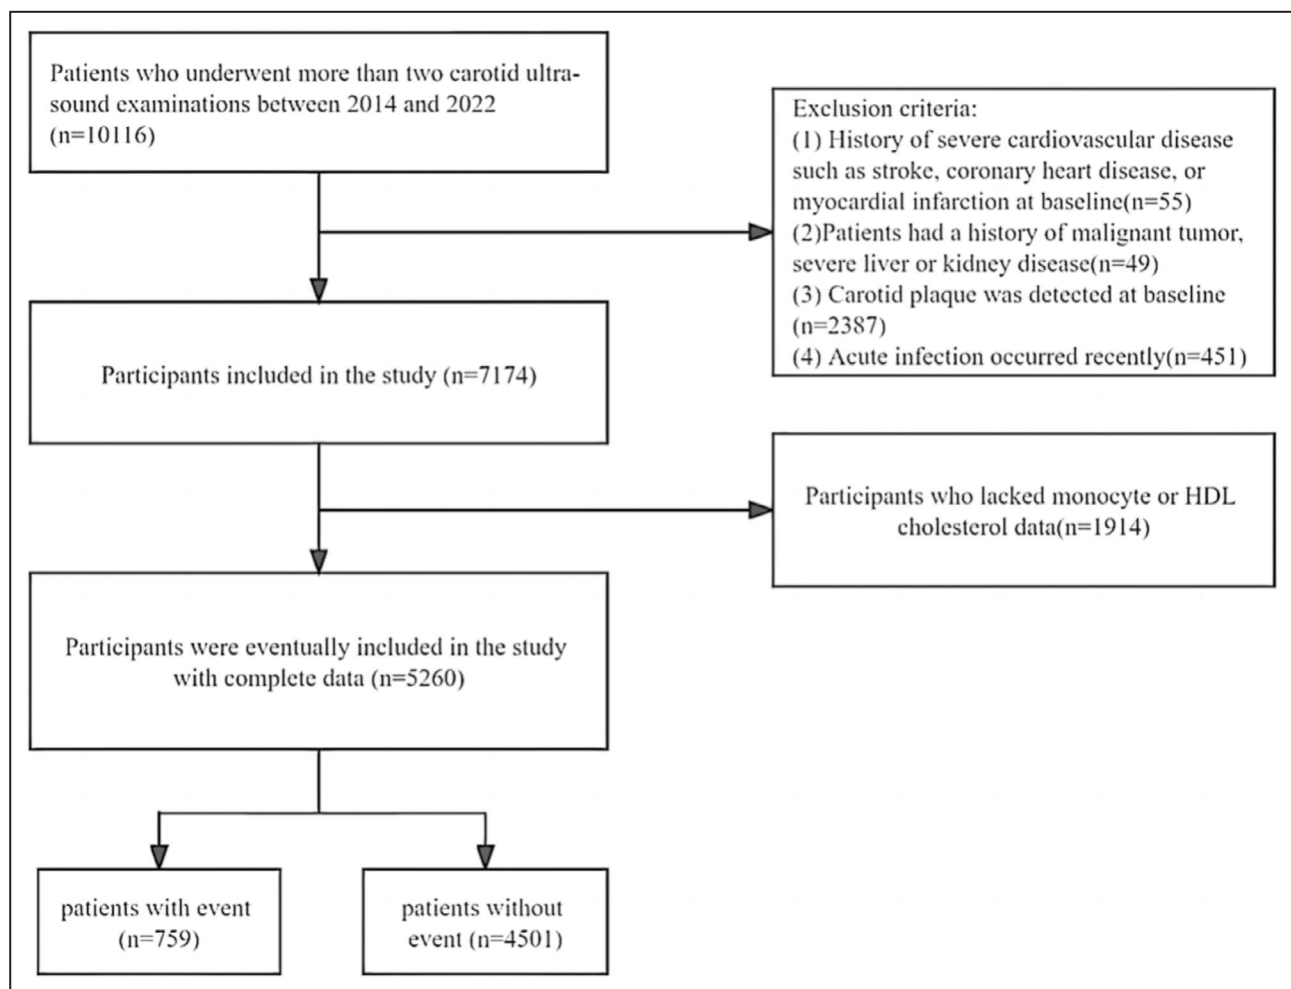 Patients who underwent more than two carotid ultra-
sound examinations between 2014 and 2022
(n=10116)
Exclusion criteria:
(1) History of severe cardiovascular disease
such as stroke, coronary heart disease, or
myocardial infarction at baseline(n=55)
(2)Patients had a history of malignant tumor,
severe liver or kidney disease(n=49)
(3) Carotid plaque was detected at baseline
(n=2387)
(4) Acute infection occurred recently(n=451)
Participants included in the study (n=7174)
Participants who lacked monocyte or HDL
cholesterol data(n=1914)
Participants were eventually included in the study
with complete data (n=5260)
patients with event
(n=759)
patients without
event (n=4501)